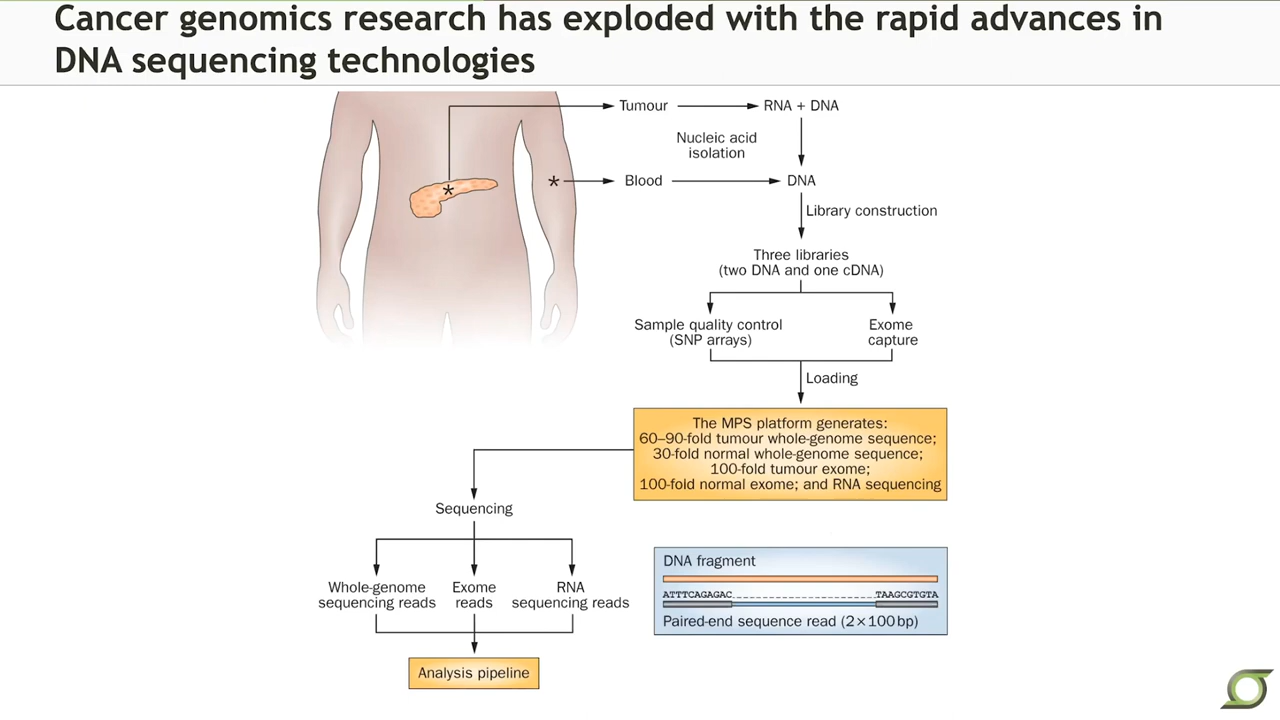 Cancer genomics research has exploded with the rapid advances in
DNA sequencing technologies
Tumour
RNA + DNA
Nucleic acid
isolation
*
*
Blood
DNA
Library construction
Three libraries
(two DNA and one cDNA)
Sample quality control
(SNP arrays)
Exome
capture
Loading
The MPS platform generates:
60–90-fold tumour whole-genome sequence;
30-fold normal whole-genome sequence;
100-fold tumour exome;
100-fold normal exome; and RNA sequencing
Sequencing
Whole-genome
sequencing reads
Exome
reads
RNA
sequencing reads
Analysis pipeline
DNA fragment
ATTTCAGAGAC
TAAGCGTGTA
Paired-end sequence read (2×100bp)